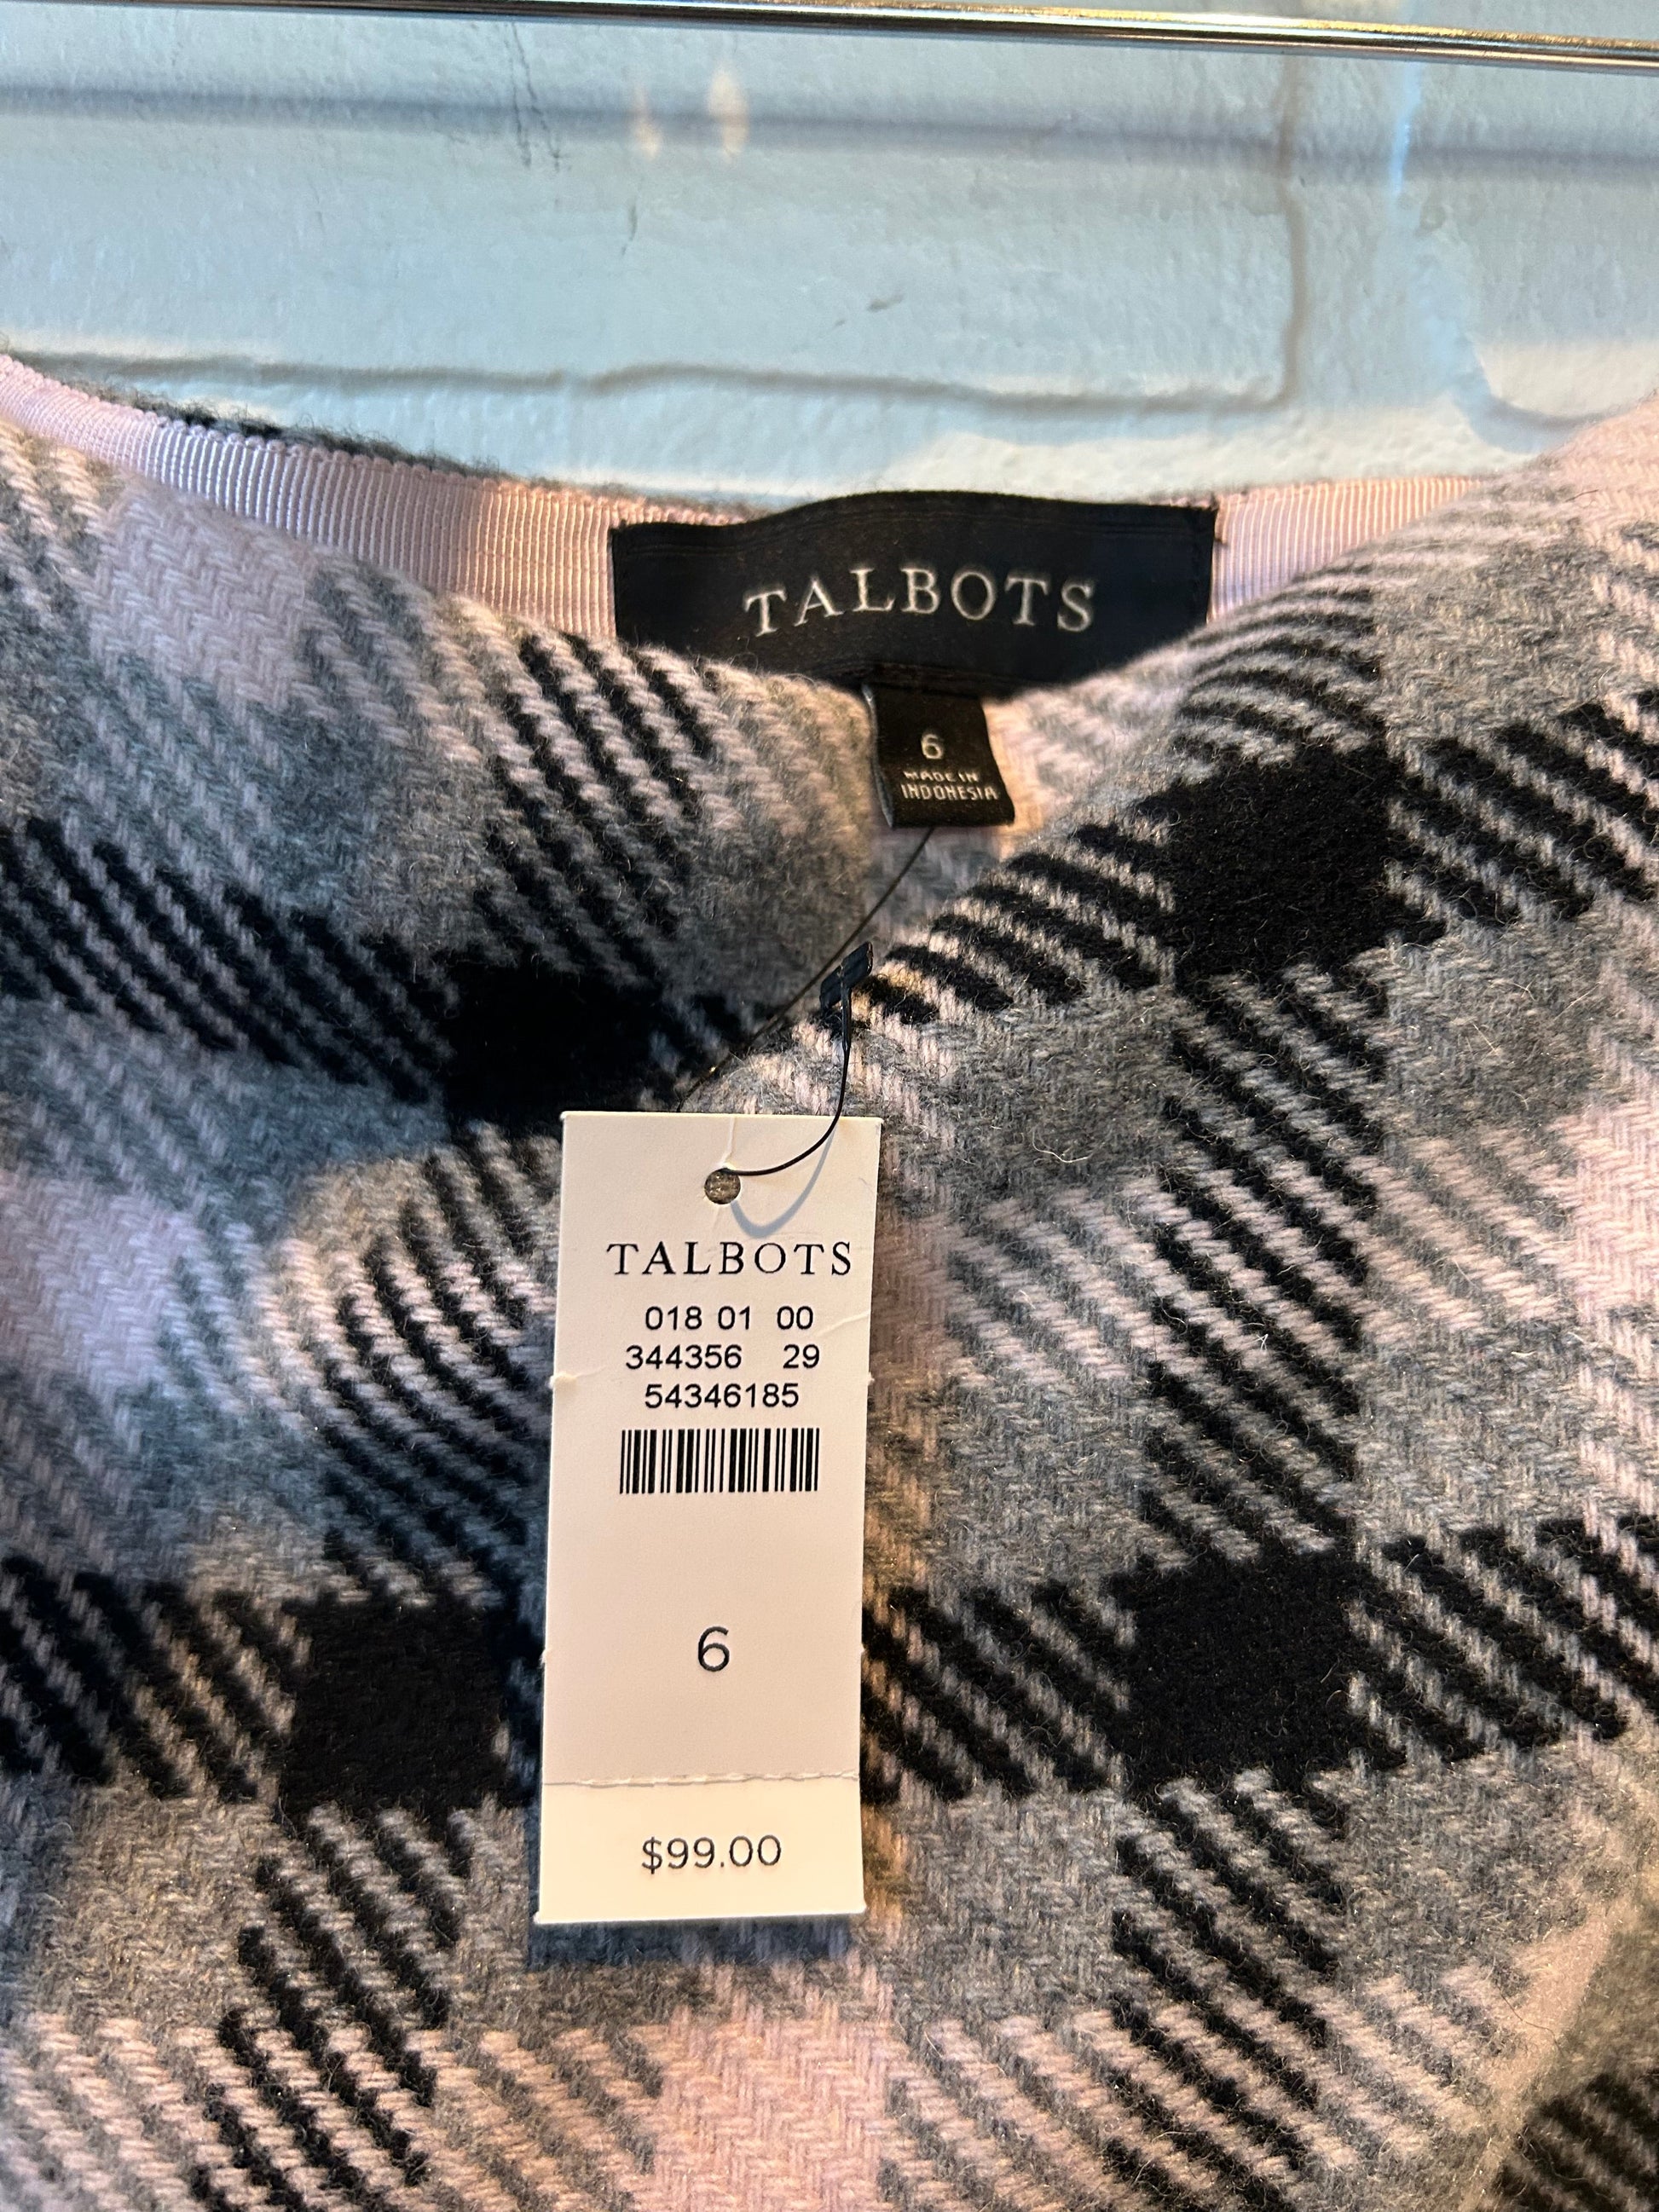 TALBOTS
6
MADE IN
INDONESIA
TALBOTS
018 01 00
344356 29
54346185
6
$99.00